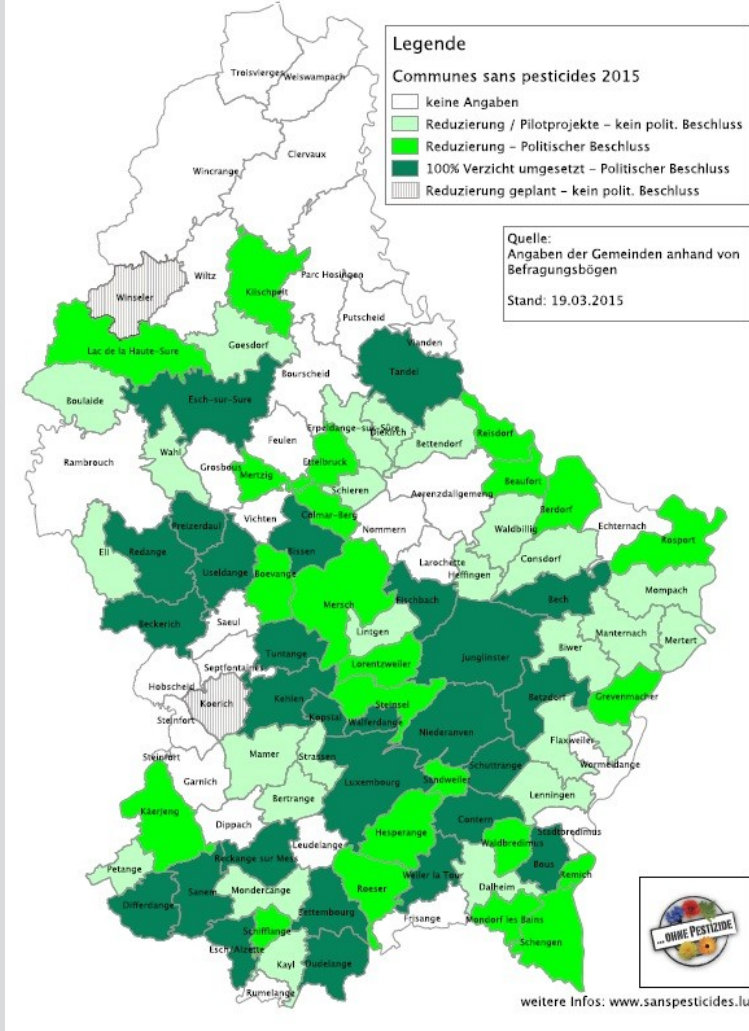 Legende
Communes sans pesticides 2015
keine Angaben
Reduzierung / Pilotprojekte - kein polit. Beschluss
Reduzierung - Politischer Beschluss
100% Verzicht umgesetzt - Politischer Beschluss
Reduzierung geplant - kein polit. Beschluss
Quelle:
Angaben der Gemeinden anhand von
Befragungsbögen
Stand: 19.03.2015
Troisvierges
Weiswampach
Clervaux
Wincrange
Wiltz
Parc Hosingen
Kiischpelt
Winseler
Putscheid
Vianden
Goesdorf
Lac de la Haute-Sure
Bourscheid
Tandel
Boulaide
Esch-sur-Sure
Erpeldange-sur-Sûre
Diekirch
Reisdorf
Feulen
Bettendorf
Wahl
Rambrouch
Grosbous
Ettelbruck
Mertzig
Beaufort
Schieren
Aerenzdallgemeng
Berdorf
Colmar-Berg
Vichten
Preizerdaul
Nommern
Waldbillig
Echternach
Rosport
Ell
Redange
Bissen
Consdorf
Larochette
Useldange
Boevange
Heffingen
Mompach
Fischbach
Bech
Mersch
Beckerich
Saeul
Lintgen
Manternach
Mertert
Biwer
Tuntange
Junglinster
Lorentzweiler
Septfontaines
Hobscheid
Betzdorf
Grevenmacher
Koerich
Kehlen
Steinsel
Kopstal
Walferdange
Steinfort
Niederanven
Flaxweiler
Steinfort
Mamer
Strassen
Wormeldange
Schuttrange
Garnich
Luxembourg
Sandweiler
Lenningen
Bertrange
Käerjeng
Contern
Dippach
Hesperange
Stadtbredimus
Waldbredimus
Leudelange
Reckange sur Mess
Bous
Petange
Remich
Weiler la Tour
Sanem
Mondercange
Roeser
Dalheim
Differdange
Bettembourg
Frisange
Mondorf les Bains
Schifflange
Schengen
Esch/Alzette
Kayl
Dudelange
Rumelange
...OHNE PESTIZIDE
weitere Infos: www.sanspesticides.lu